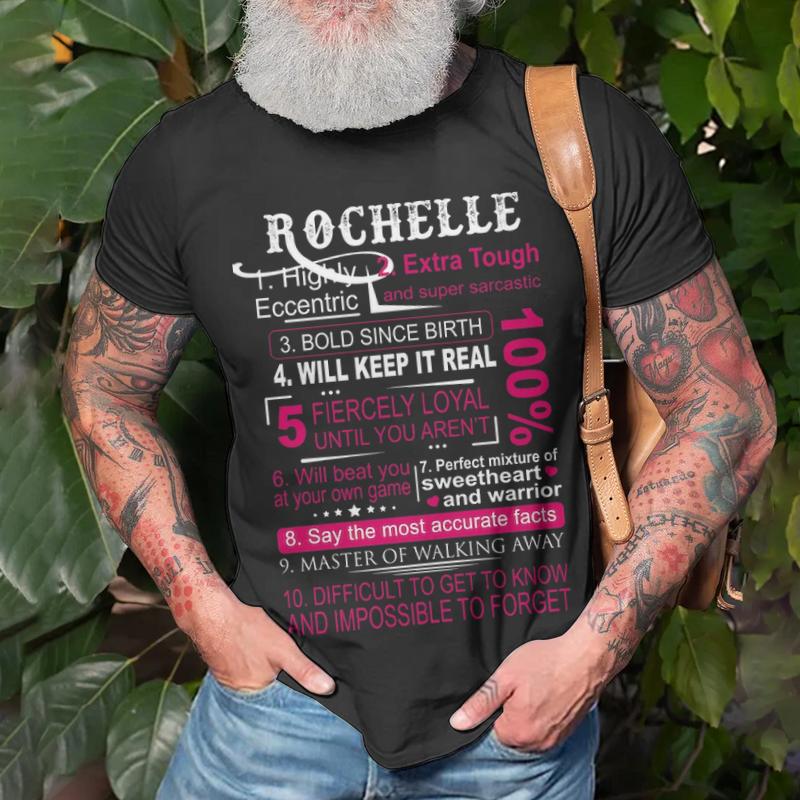 ROCHELLE
1. Highly
Eccentric
2. Extra Tough
and super sarcastic
3. BOLD SINCE BIRTH
4. WILL KEEP IT REAL
100%
5 FIERCELY LOYAL
UNTIL YOU AREN'T
6. Will beat you
at your own game
7. Perfect mixture of
sweetheart
and warrior
8. Say the most accurate facts
9. MASTER OF WALKING AWAY
10. DIFFICULT TO GET TO KNOW
AND IMPOSSIBLE TO FORGET